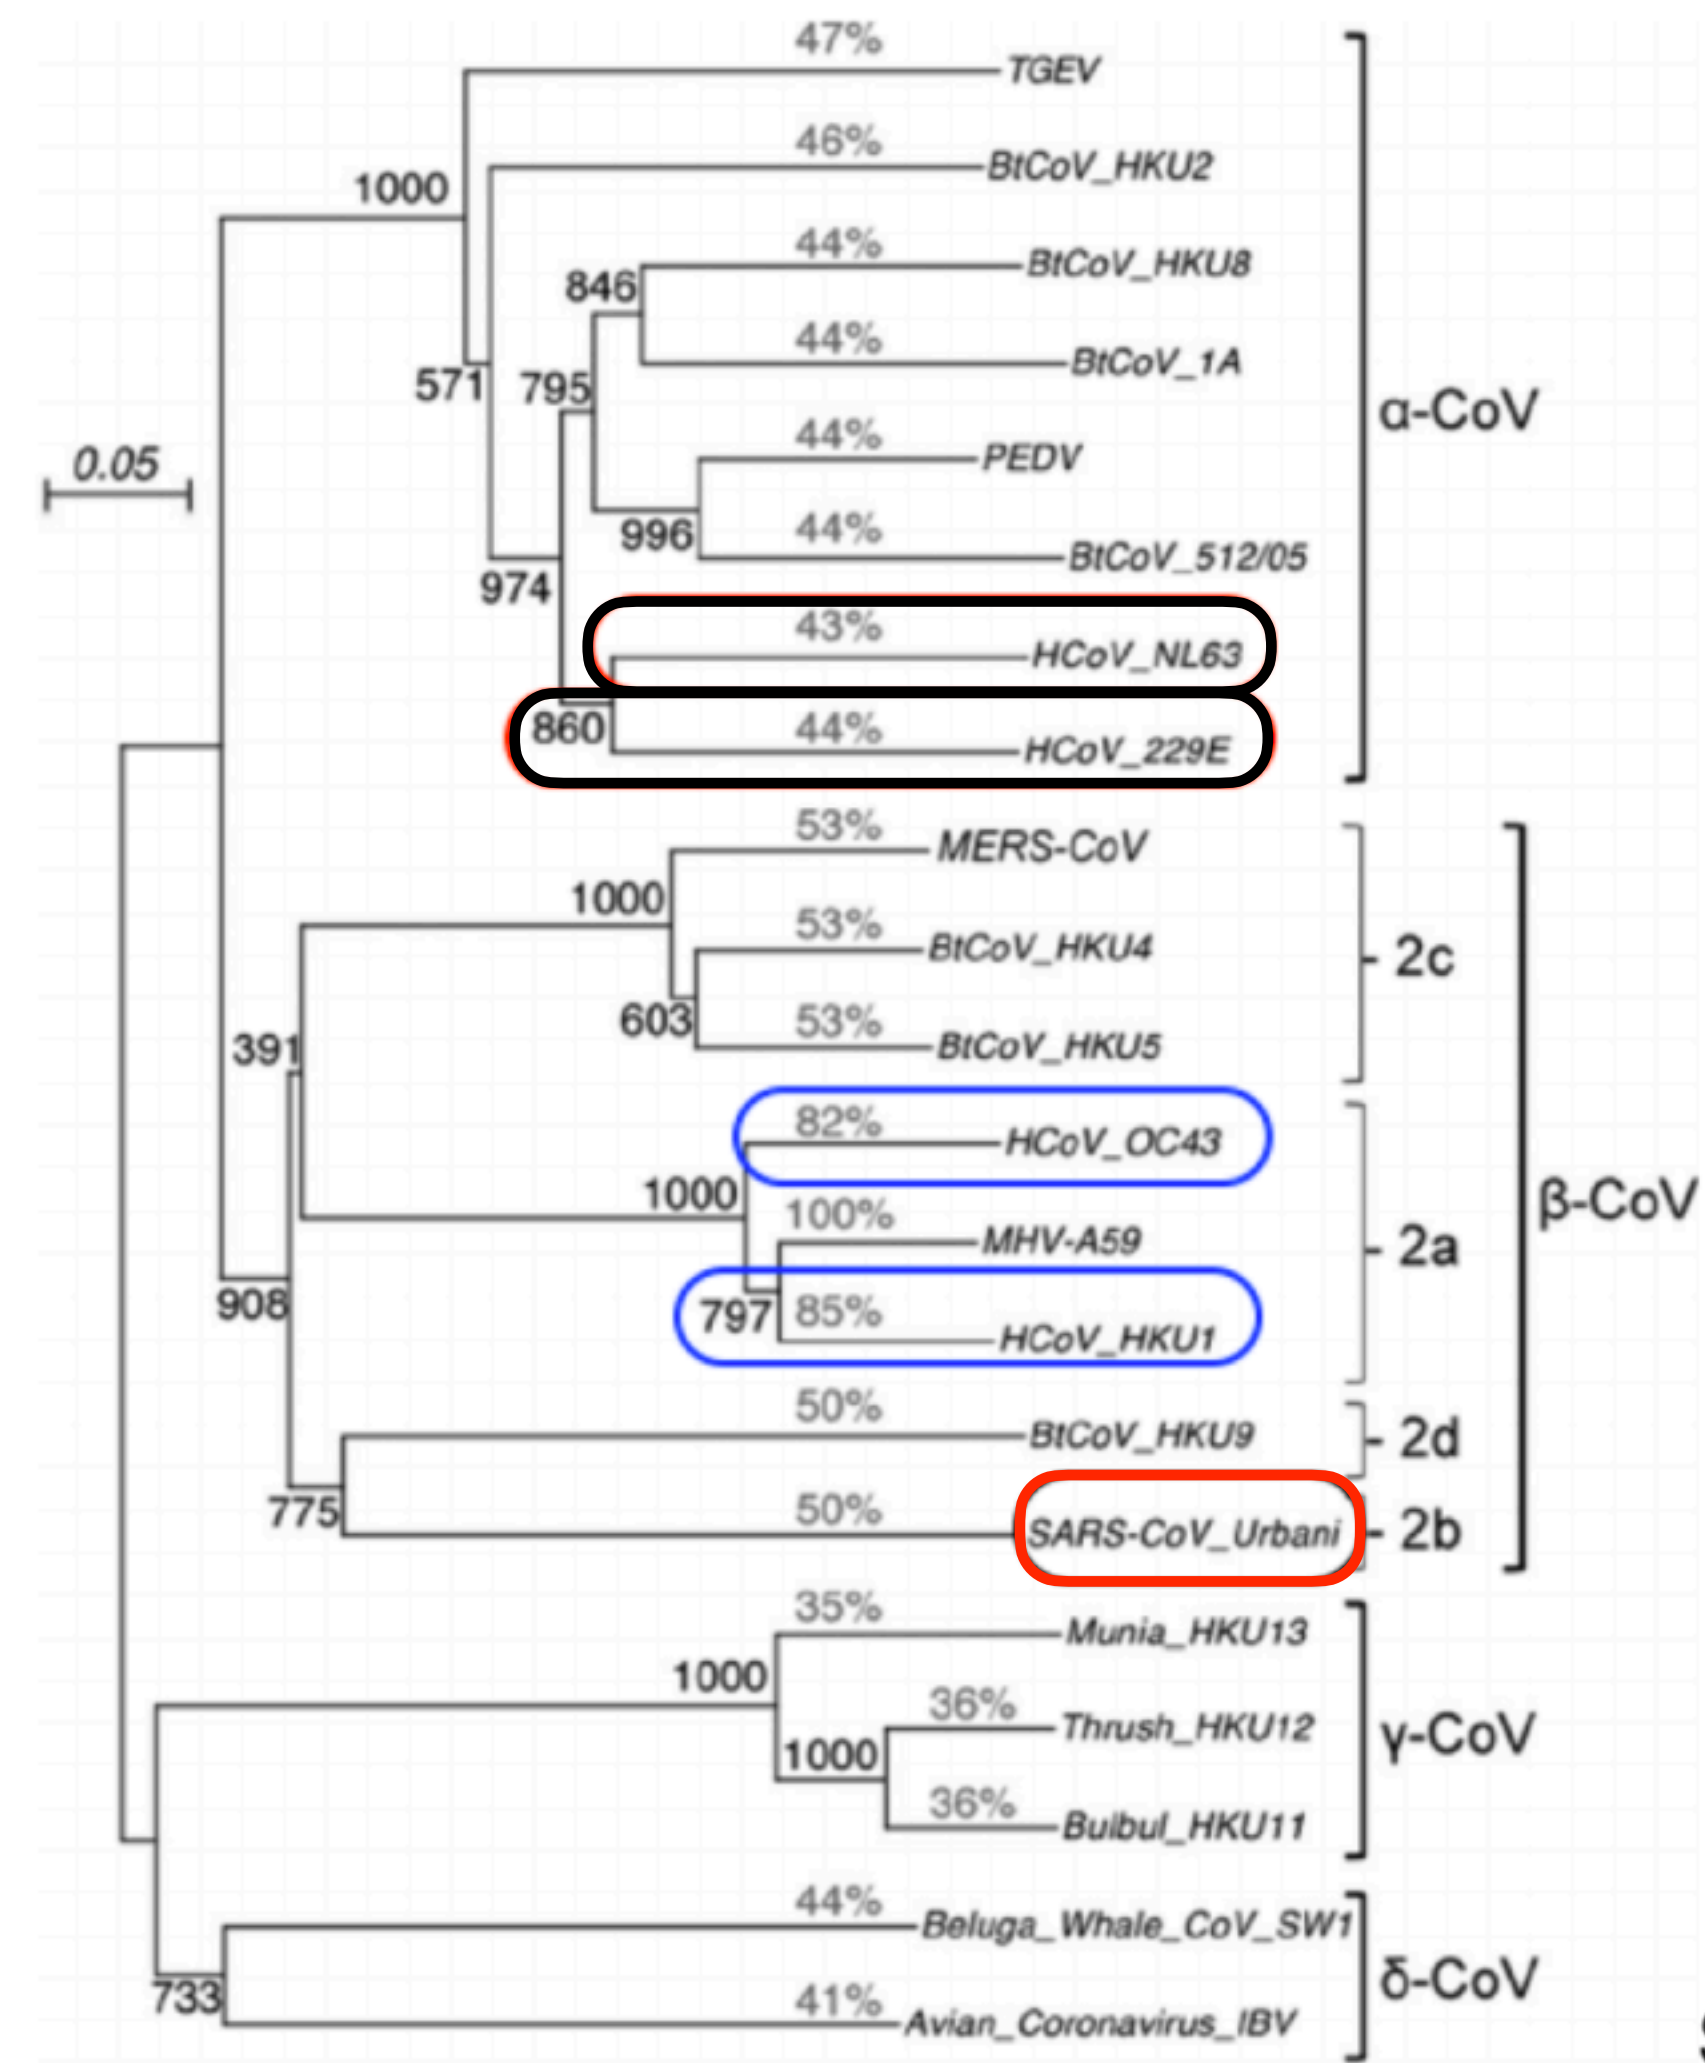 47%
TGEV
46%
BtCoV_HKU2
1000
44%
BtCoV_HKU8
846
44%
BtCoV_1A
571
795
α-CoV
44%
PEDV
0.05
996
44%
BtCoV_512/05
974
43%
HCoV_NL63
860
44%
HCoV_229E
53%
MERS-CoV
1000
53%
BtCoV_HKU4
2c
603
53%
BtCoV_HKU5
391
82%
HCoV_OC43
1000
100%
MHV-A59
2a
β-CoV
908
797
85%
HCoV_HKU1
50%
BtCoV_HKU9
2d
775
50%
SARS-CoV_Urbani
2b
35%
Munia_HKU13
1000
36%
Thrush_HKU12
γ-CoV
1000
36%
Bulbul_HKU11
44%
Beluga_Whale_CoV_SW1
δ-CoV
733
41%
Avian_Coronavirus_IBV